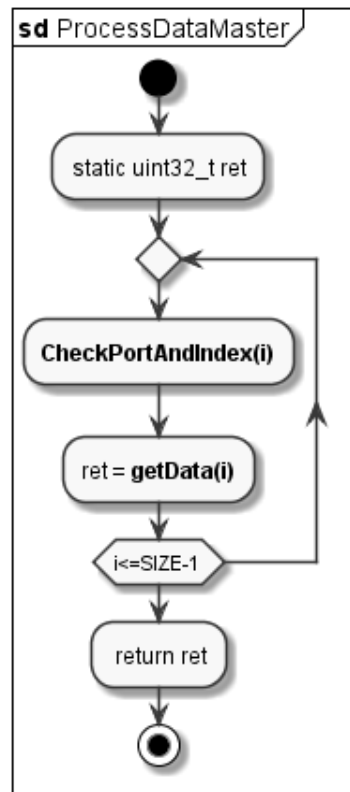 sd ProcessDataMaster
static uint32_t ret
CheckPortAndIndex(i)
ret = getData(i)
i<=SIZE-1
return ret